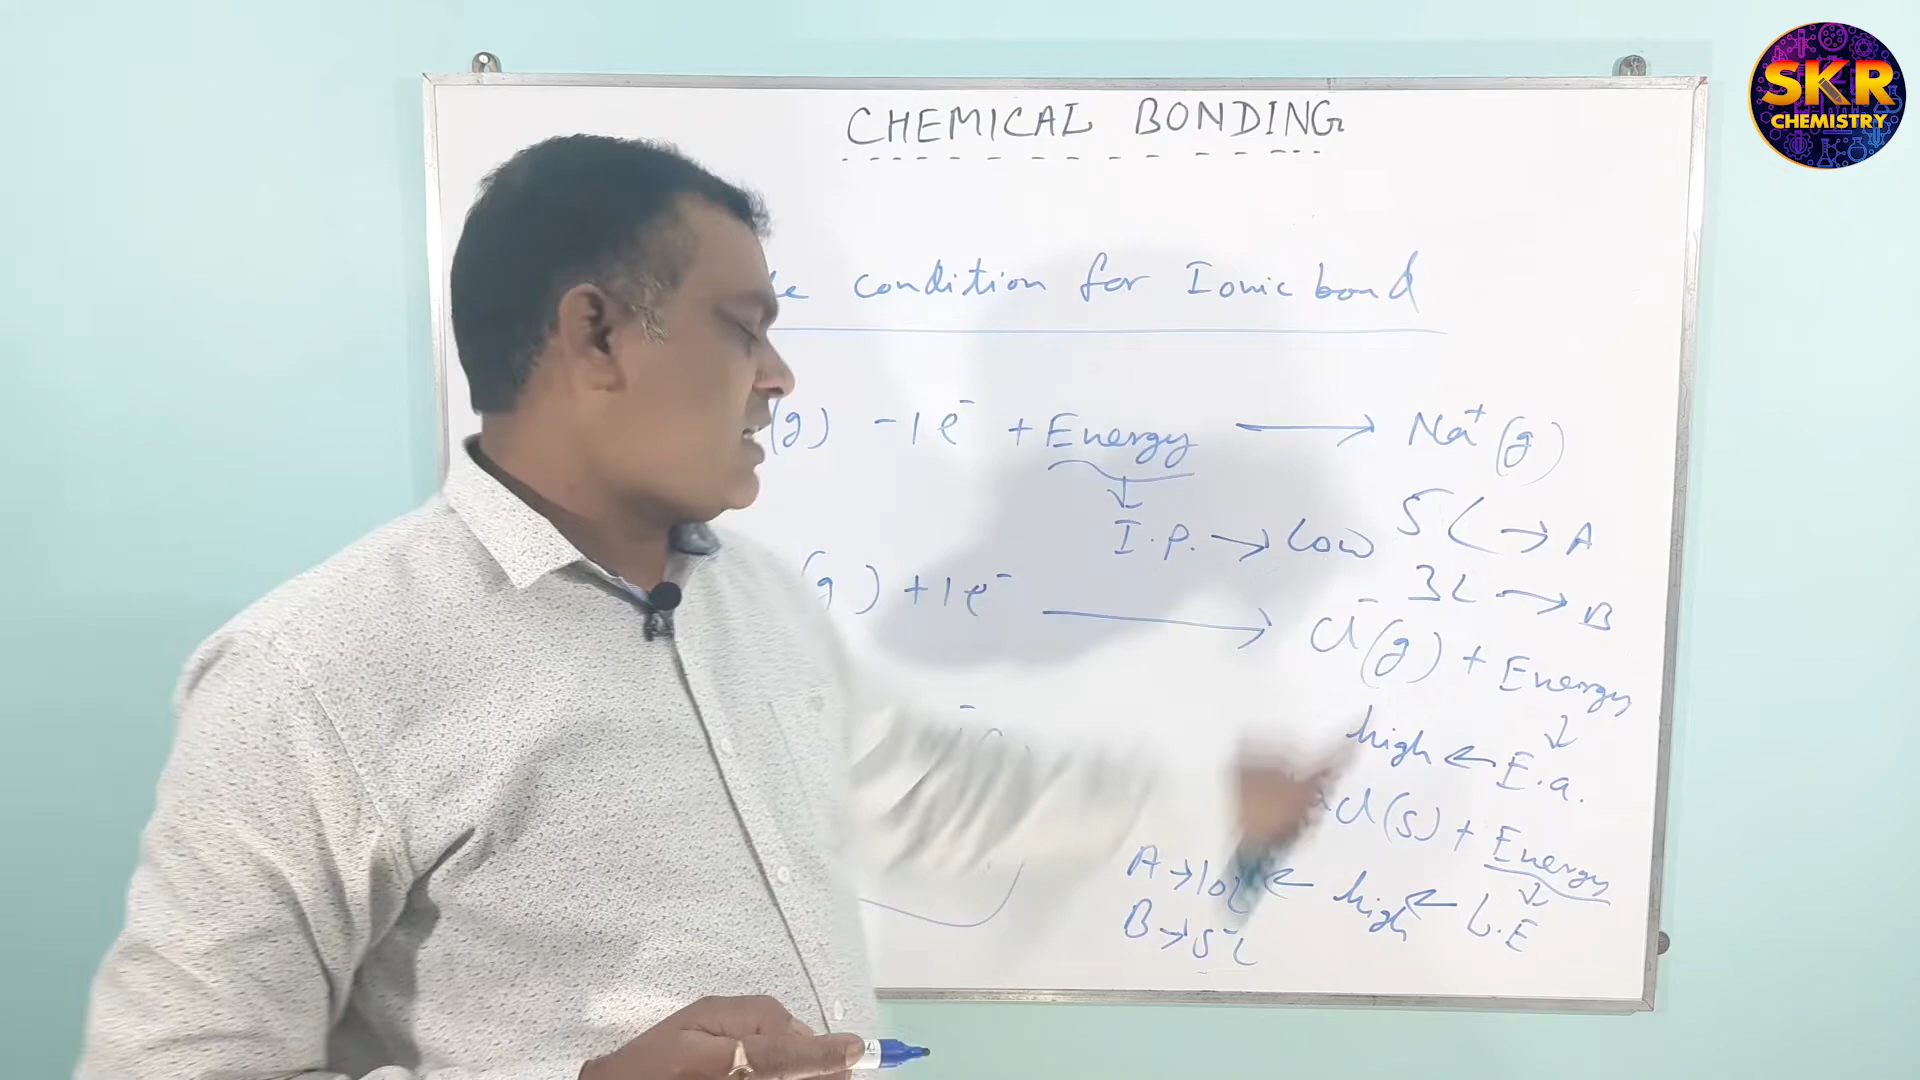 SKR
CHEMISTRY
CHEMICAL BONDING
condition for Ionic bond
(g) -1e⁻ + Energy → Na⁺(g)
↓
I.P. → Low 5L → A
3L → B
(g) +1e⁻ → Cl⁻(g) + Energy
↓
high ← E.a.
Cl(s) + Energy
↓
A → 10L ← high ← L.E
B → 5L